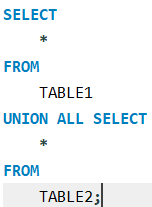 SELECT
    *
FROM
    TABLE1
UNION ALL SELECT
    *
FROM
    TABLE2;